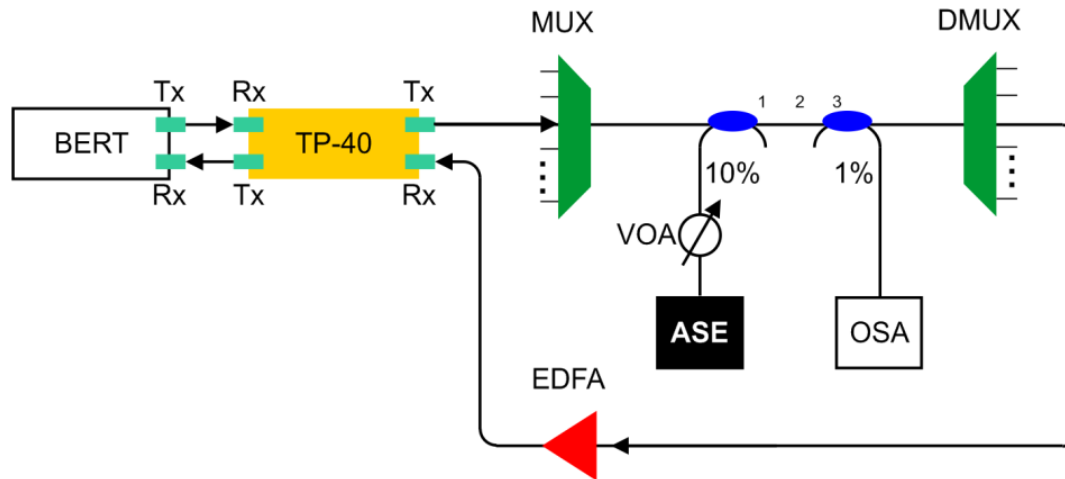 MUX
DMUX
Tx
Rx
Tx
BERT
TP-40
Rx
Tx
Rx
1
2
3
10%
1%
VOA
ASE
OSA
EDFA